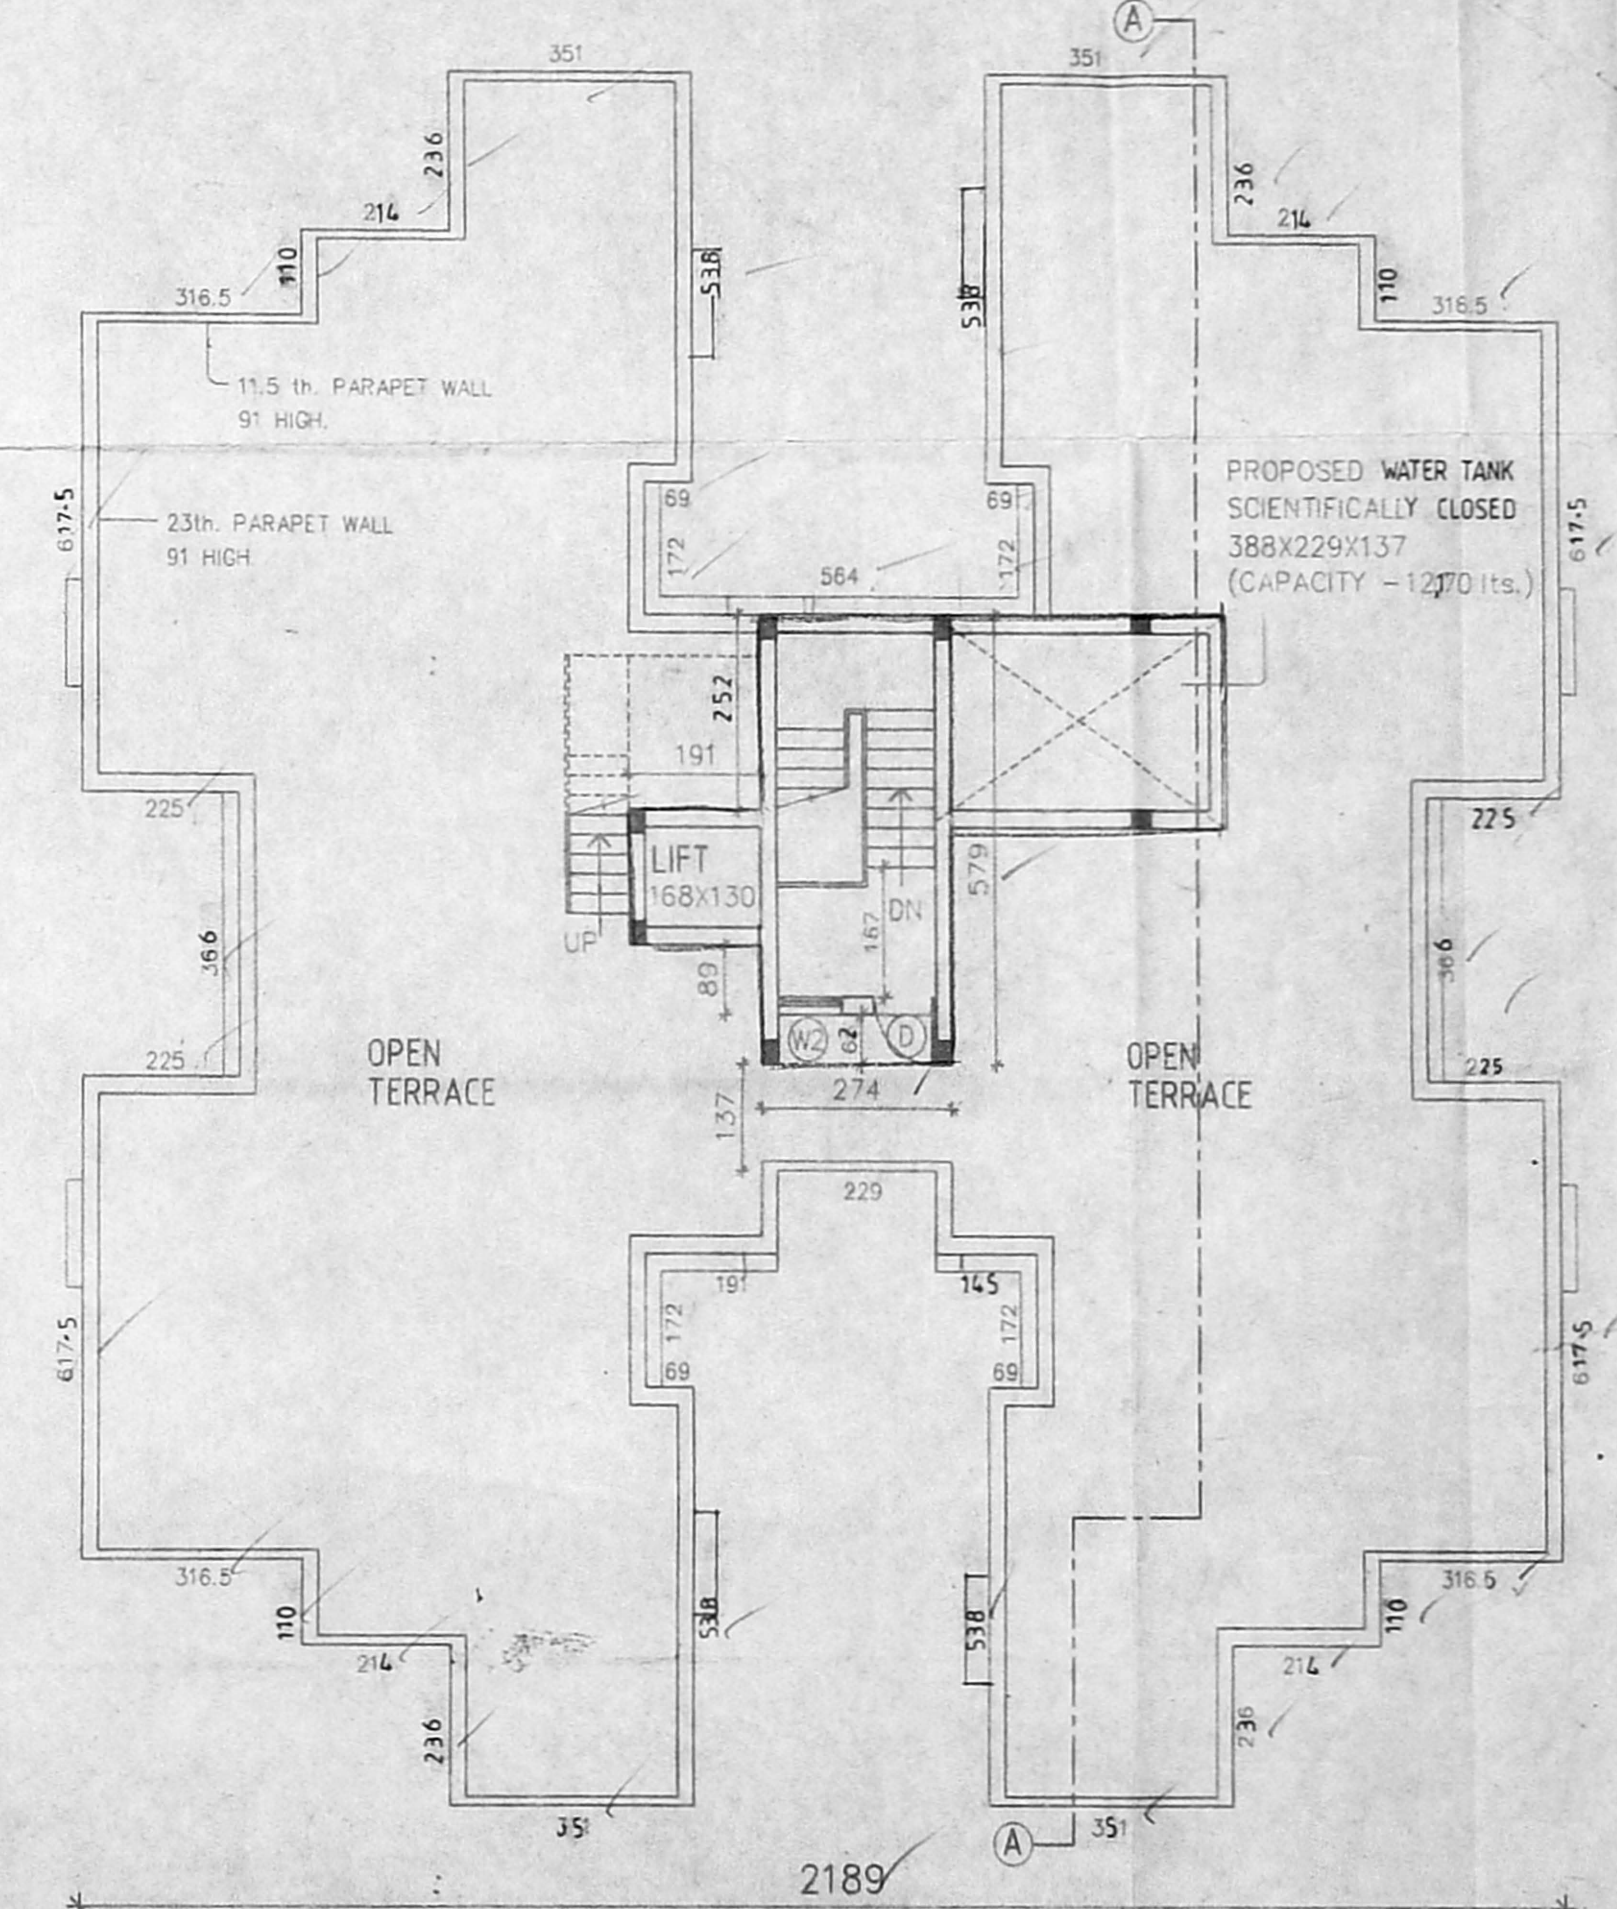 A
351
351
236
236
214
214
110
110
316.5
316.5
538
538
11.5 th. PARAPET WALL
91 HIGH.
PROPOSED WATER TANK
SCIENTIFICALLY CLOSED
388X229X137
(CAPACITY - 12,170 lts.)
69
69
617.5
617.5
23th. PARAPET WALL
91 HIGH
172
172
564
252
191
225
225
LIFT
168X130
579
167
DN
UP
366
366
89
W2
62
D
OPEN
TERRACE
OPEN
TERRACE
225
225
274
137
229
191
145
172
172
69
69
617.5
617.5
316.5
316.5
110
538
538
110
214
214
236
236
351
A
351
2189